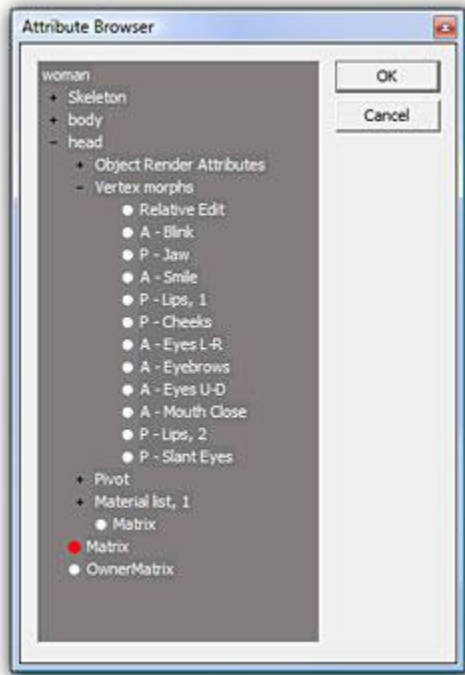 Attribute Browser
woman
+ Skeleton
+ body
- head
+ Object Render Attributes
- Vertex morphs
Relative Edit
A - Blink
P - Jaw
A - Smile
P - Lips, 1
P - Cheeks
A - Eyes L-R
A - Eyebrows
A - Eyes U-D
A - Mouth Close
P - Lips, 2
P - Slant Eyes
+ Pivot
+ Material list, 1
Matrix
Matrix
OwnerMatrix
OK
Cancel